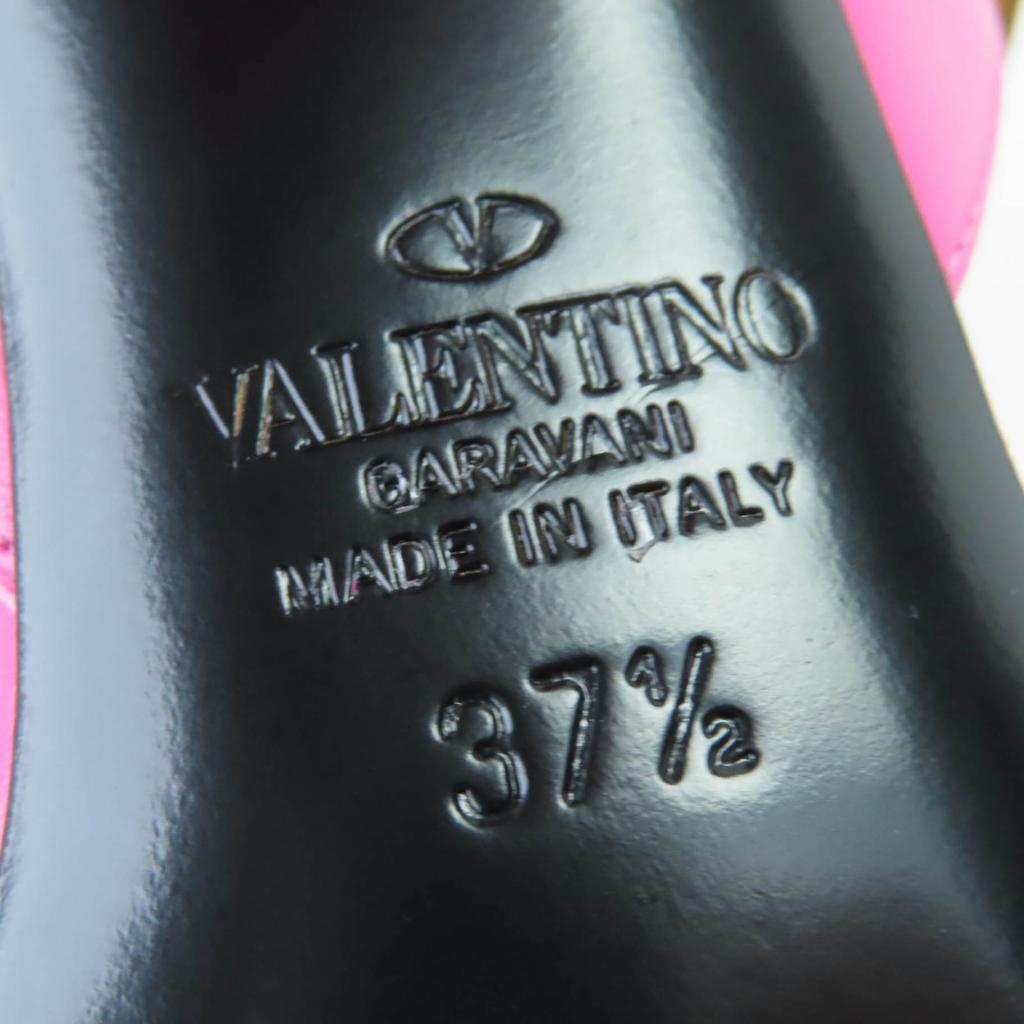 V
VALENTINO
GARAVANI
MADE IN ITALY
37½